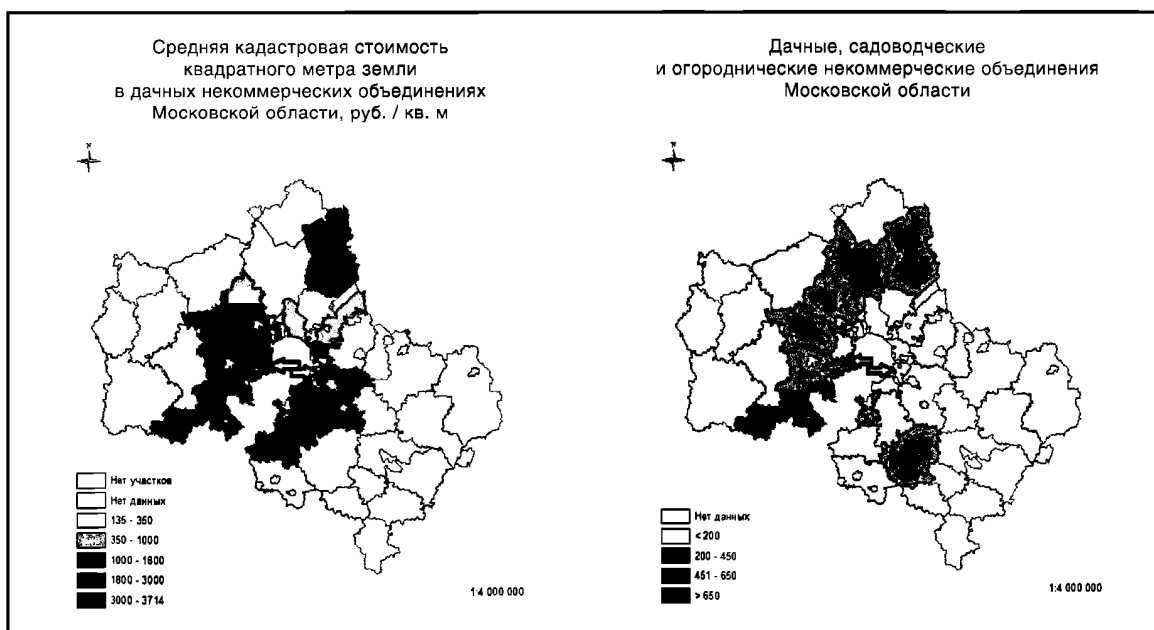 Средняя кадастровая стоимость
квадратного метра земли
в дачных некоммерческих объединениях
Московской области, руб. / кв. м
Нет участков
Нет данных
135 - 350
350 - 1000
1000 - 1800
1800 - 3000
3000 - 3714
1:4 000 000
Дачные, садоводческие
и огороднические некоммерческие объединения
Московской области
Нет данных
<200
200 - 450
451 - 650
> 650
1:4 000 000